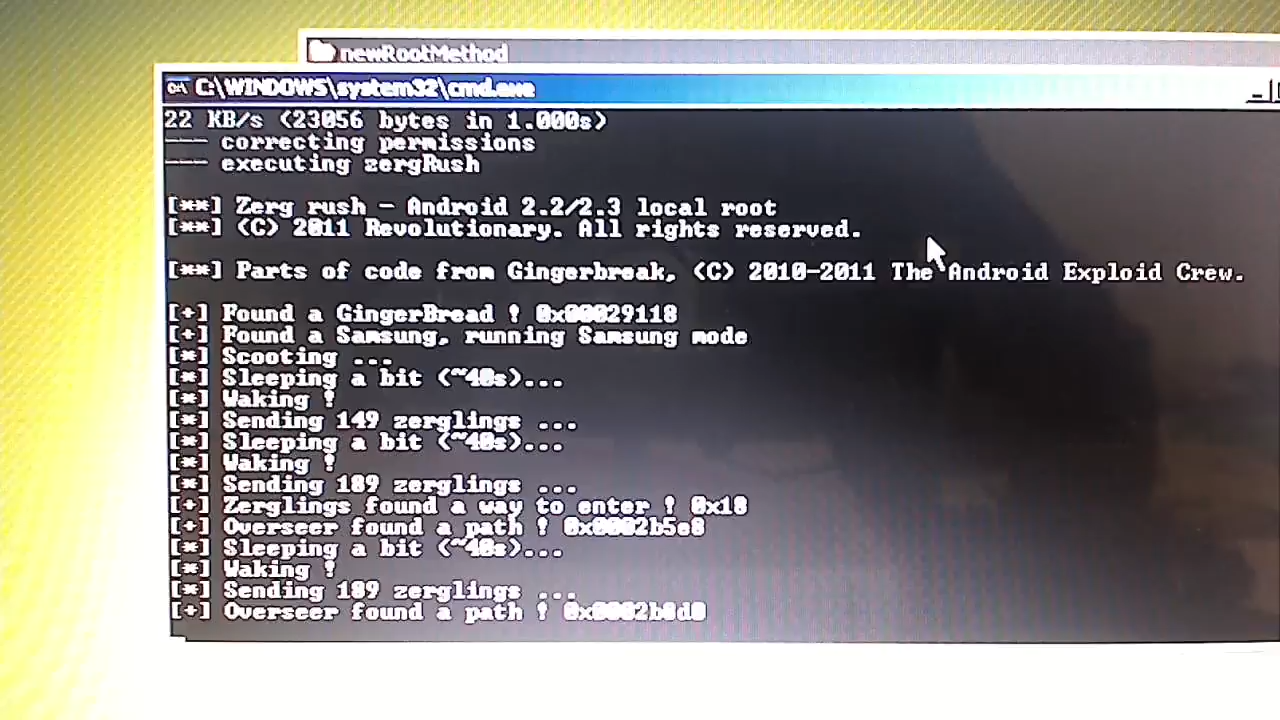 newRootMethod
C:\WINDOWS\system32\cmd.exe
22 KB/s (23056 bytes in 1.000s)
--- correcting permissions
--- executing zergRush
[**] Zerg rush - Android 2.2/2.3 local root
[**] (C) 2011 Revolutionary. All rights reserved.
[**] Parts of code from Gingerbreak, (C) 2010-2011 The Android Exploid Crew.
[+] Found a GingerBread ! 0x00029118
[+] Found a Samsung, running Samsung mode
[*] Scooting ...
[*] Sleeping a bit (~40s)...
[*] Waking !
[*] Sending 149 zerglings ...
[*] Sleeping a bit (~40s)...
[*] Waking !
[*] Sending 189 zerglings ...
[+] Zerglings found a way to enter ! 0x18
[+] Overseer found a path ! 0x0002b5e8
[*] Sleeping a bit (~40s)...
[*] Waking !
[*] Sending 189 zerglings ...
[+] Overseer found a path !